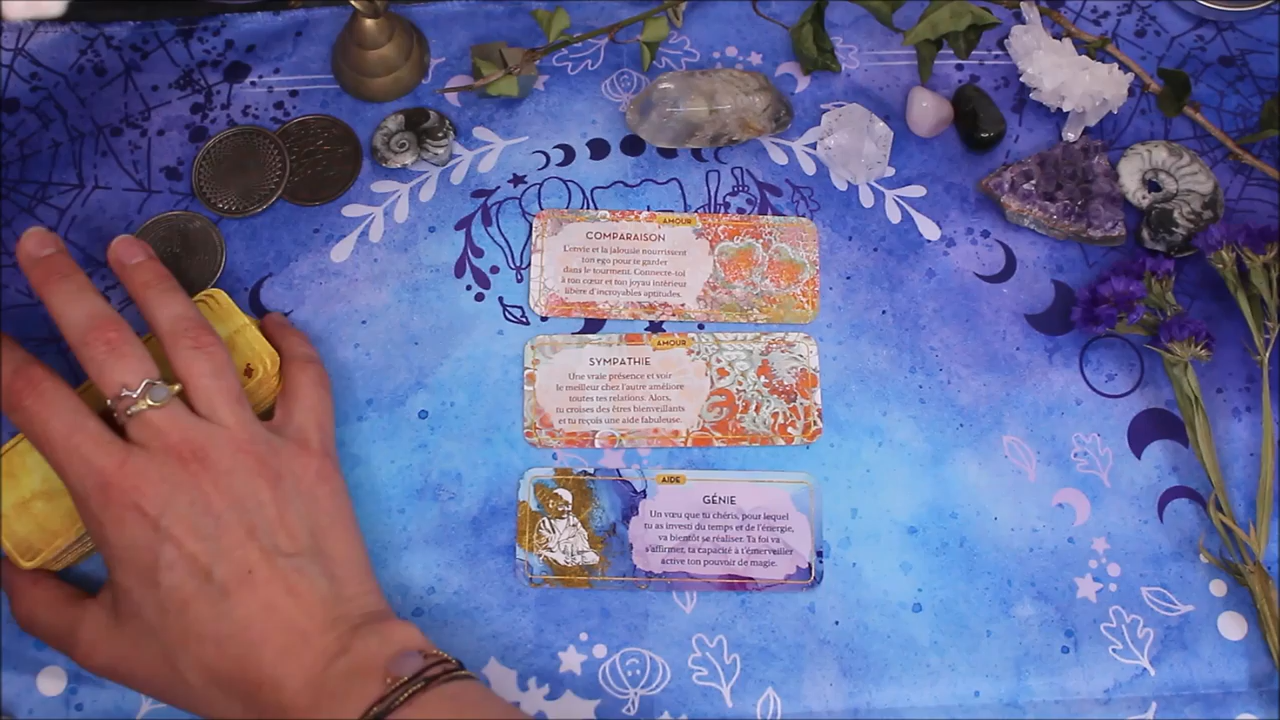 AMOUR
COMPARAISON
L'envie et la jalousie nourrissent
ton ego pour te garder
dans le tourment. Connecte-toi
à ton cœur et ton joyau intérieur
libère d'incroyables aptitudes.
AMOUR
SYMPATHIE
Une vraie présence et voir
le meilleur chez l'autre améliore
toutes tes relations. Alors,
tu croises des êtres bienveillants
et tu reçois une aide fabuleuse.
AIDE
GÉNIE
Un vœu que tu chéris, pour lequel
tu as investi du temps et de l'énergie,
va bientôt se réaliser. Ta foi va
s'affirmer, ta capacité à t'émerveiller
active ton pouvoir de magie.